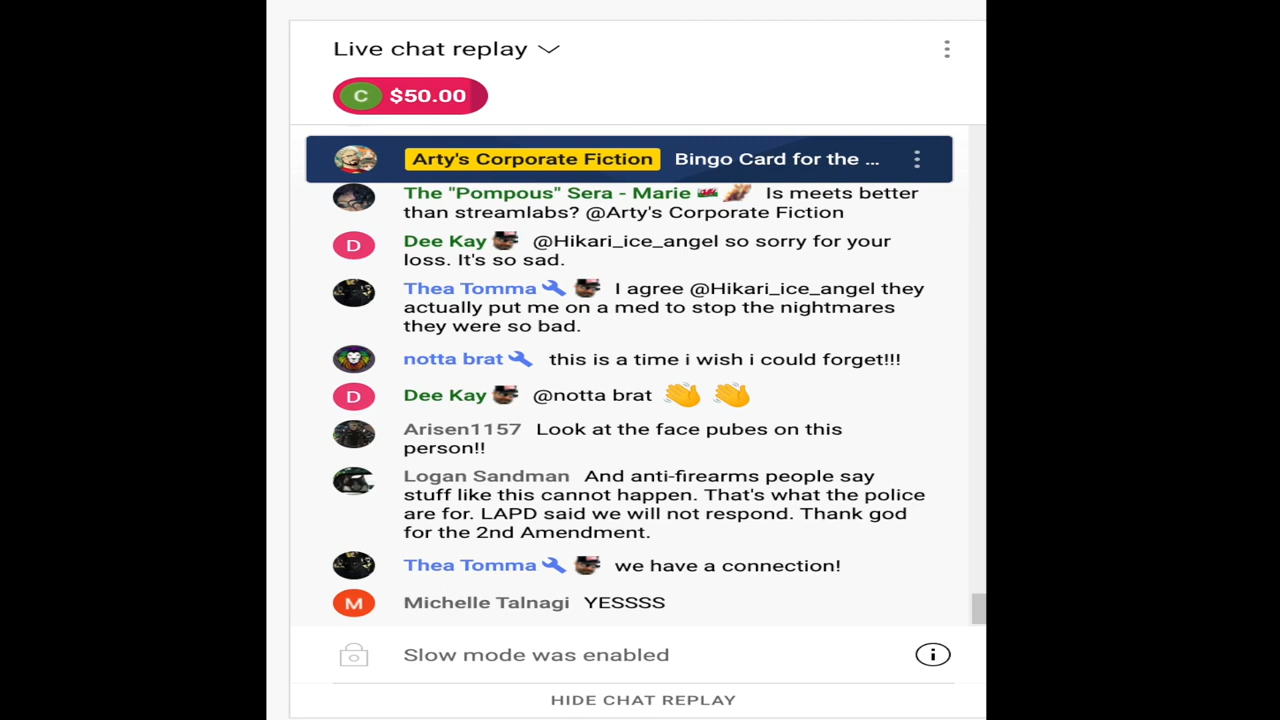 Live chat replay
C $50.00
Arty's Corporate Fiction Bingo Card for the ...
The "Pompous" Sera - Marie Is meets better
than streamlabs? @Arty's Corporate Fiction
D Dee Kay @Hikari_ice_angel so sorry for your
loss. It's so sad.
Thea Tomma I agree @Hikari_ice_angel they
actually put me on a med to stop the nightmares
they were so bad.
notta brat this is a time i wish i could forget!!!
D Dee Kay @notta brat
Arisen1157 Look at the face pubes on this
person!!
Logan Sandman And anti-firearms people say
stuff like this cannot happen. That's what the police
are for. LAPD said we will not respond. Thank god
for the 2nd Amendment.
Thea Tomma we have a connection!
M Michelle Talnagi YESSSS
Slow mode was enabled
HIDE CHAT REPLAY